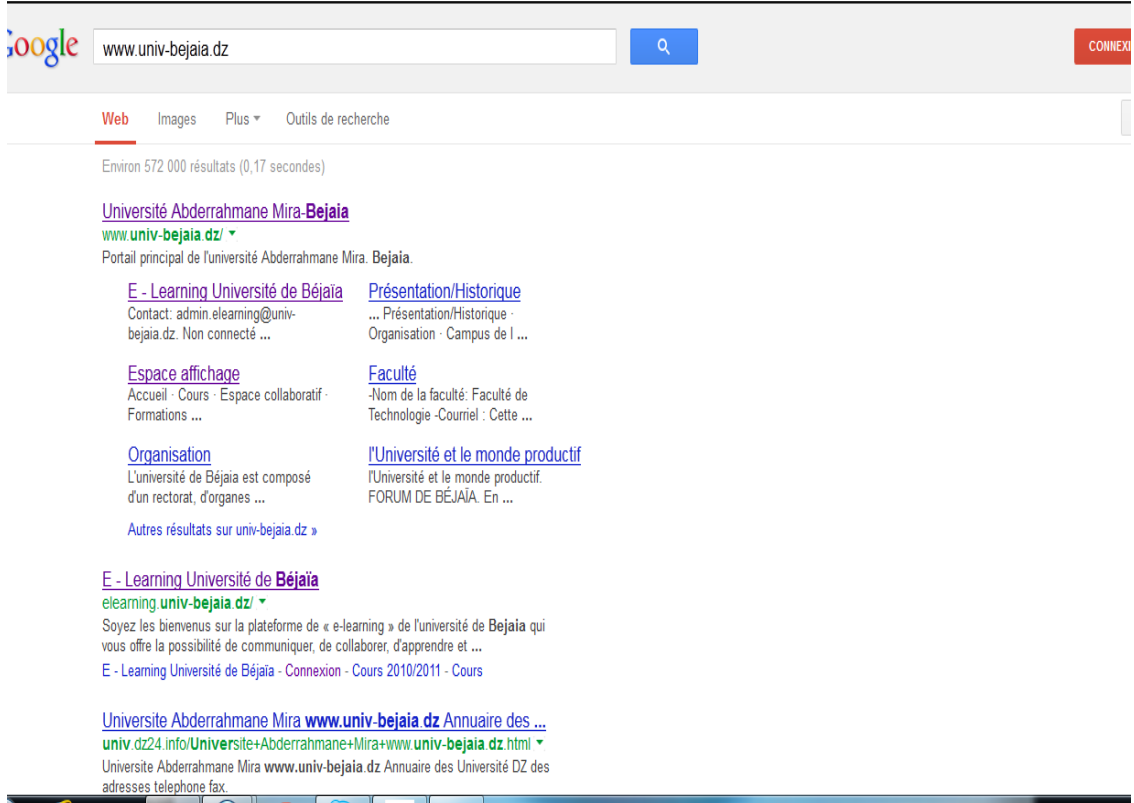 Google www.univ-bejaia.dz CONNEXI
Web Images Plus Outils de recherche
Environ 572 000 résultats (0,17 secondes)
Université Abderrahmane Mira-Bejaia
www.univ-bejaia.dz/
Portail principal de l'université Abderrahmane Mira. Bejaia.
E - Learning Université de Béjaïa
Contact: admin.elearning@univ-
bejaia.dz. Non connecté ...
Présentation/Historique
... Présentation/Historique ·
Organisation · Campus de l ...
Espace affichage
Accueil · Cours · Espace collaboratif ·
Formations ...
Faculté
-Nom de la faculté: Faculté de
Technologie -Courriel : Cette ...
Organisation
L'université de Béjaia est composé
d'un rectorat, d'organes ...
l'Université et le monde productif
l'Université et le monde productif.
FORUM DE BÉJAÏA. En ...
Autres résultats sur univ-bejaia.dz »
E - Learning Université de Béjaïa
elearning.univ-bejaia.dz/
Soyez les bienvenus sur la plateforme de « e-learning » de l'université de Bejaia qui
vous offre la possibilité de communiquer, de collaborer, d'apprendre et ...
E - Learning Université de Béjaïa - Connexion - Cours 2010/2011 - Cours
Universite Abderrahmane Mira www.univ-bejaia.dz Annuaire des ...
univ.dz24.info/Universite+Abderrahmane+Mira+www.univ-bejaia.dz.html
Universite Abderrahmane Mira www.univ-bejaia.dz Annuaire des Université DZ des
adresses telephone fax.